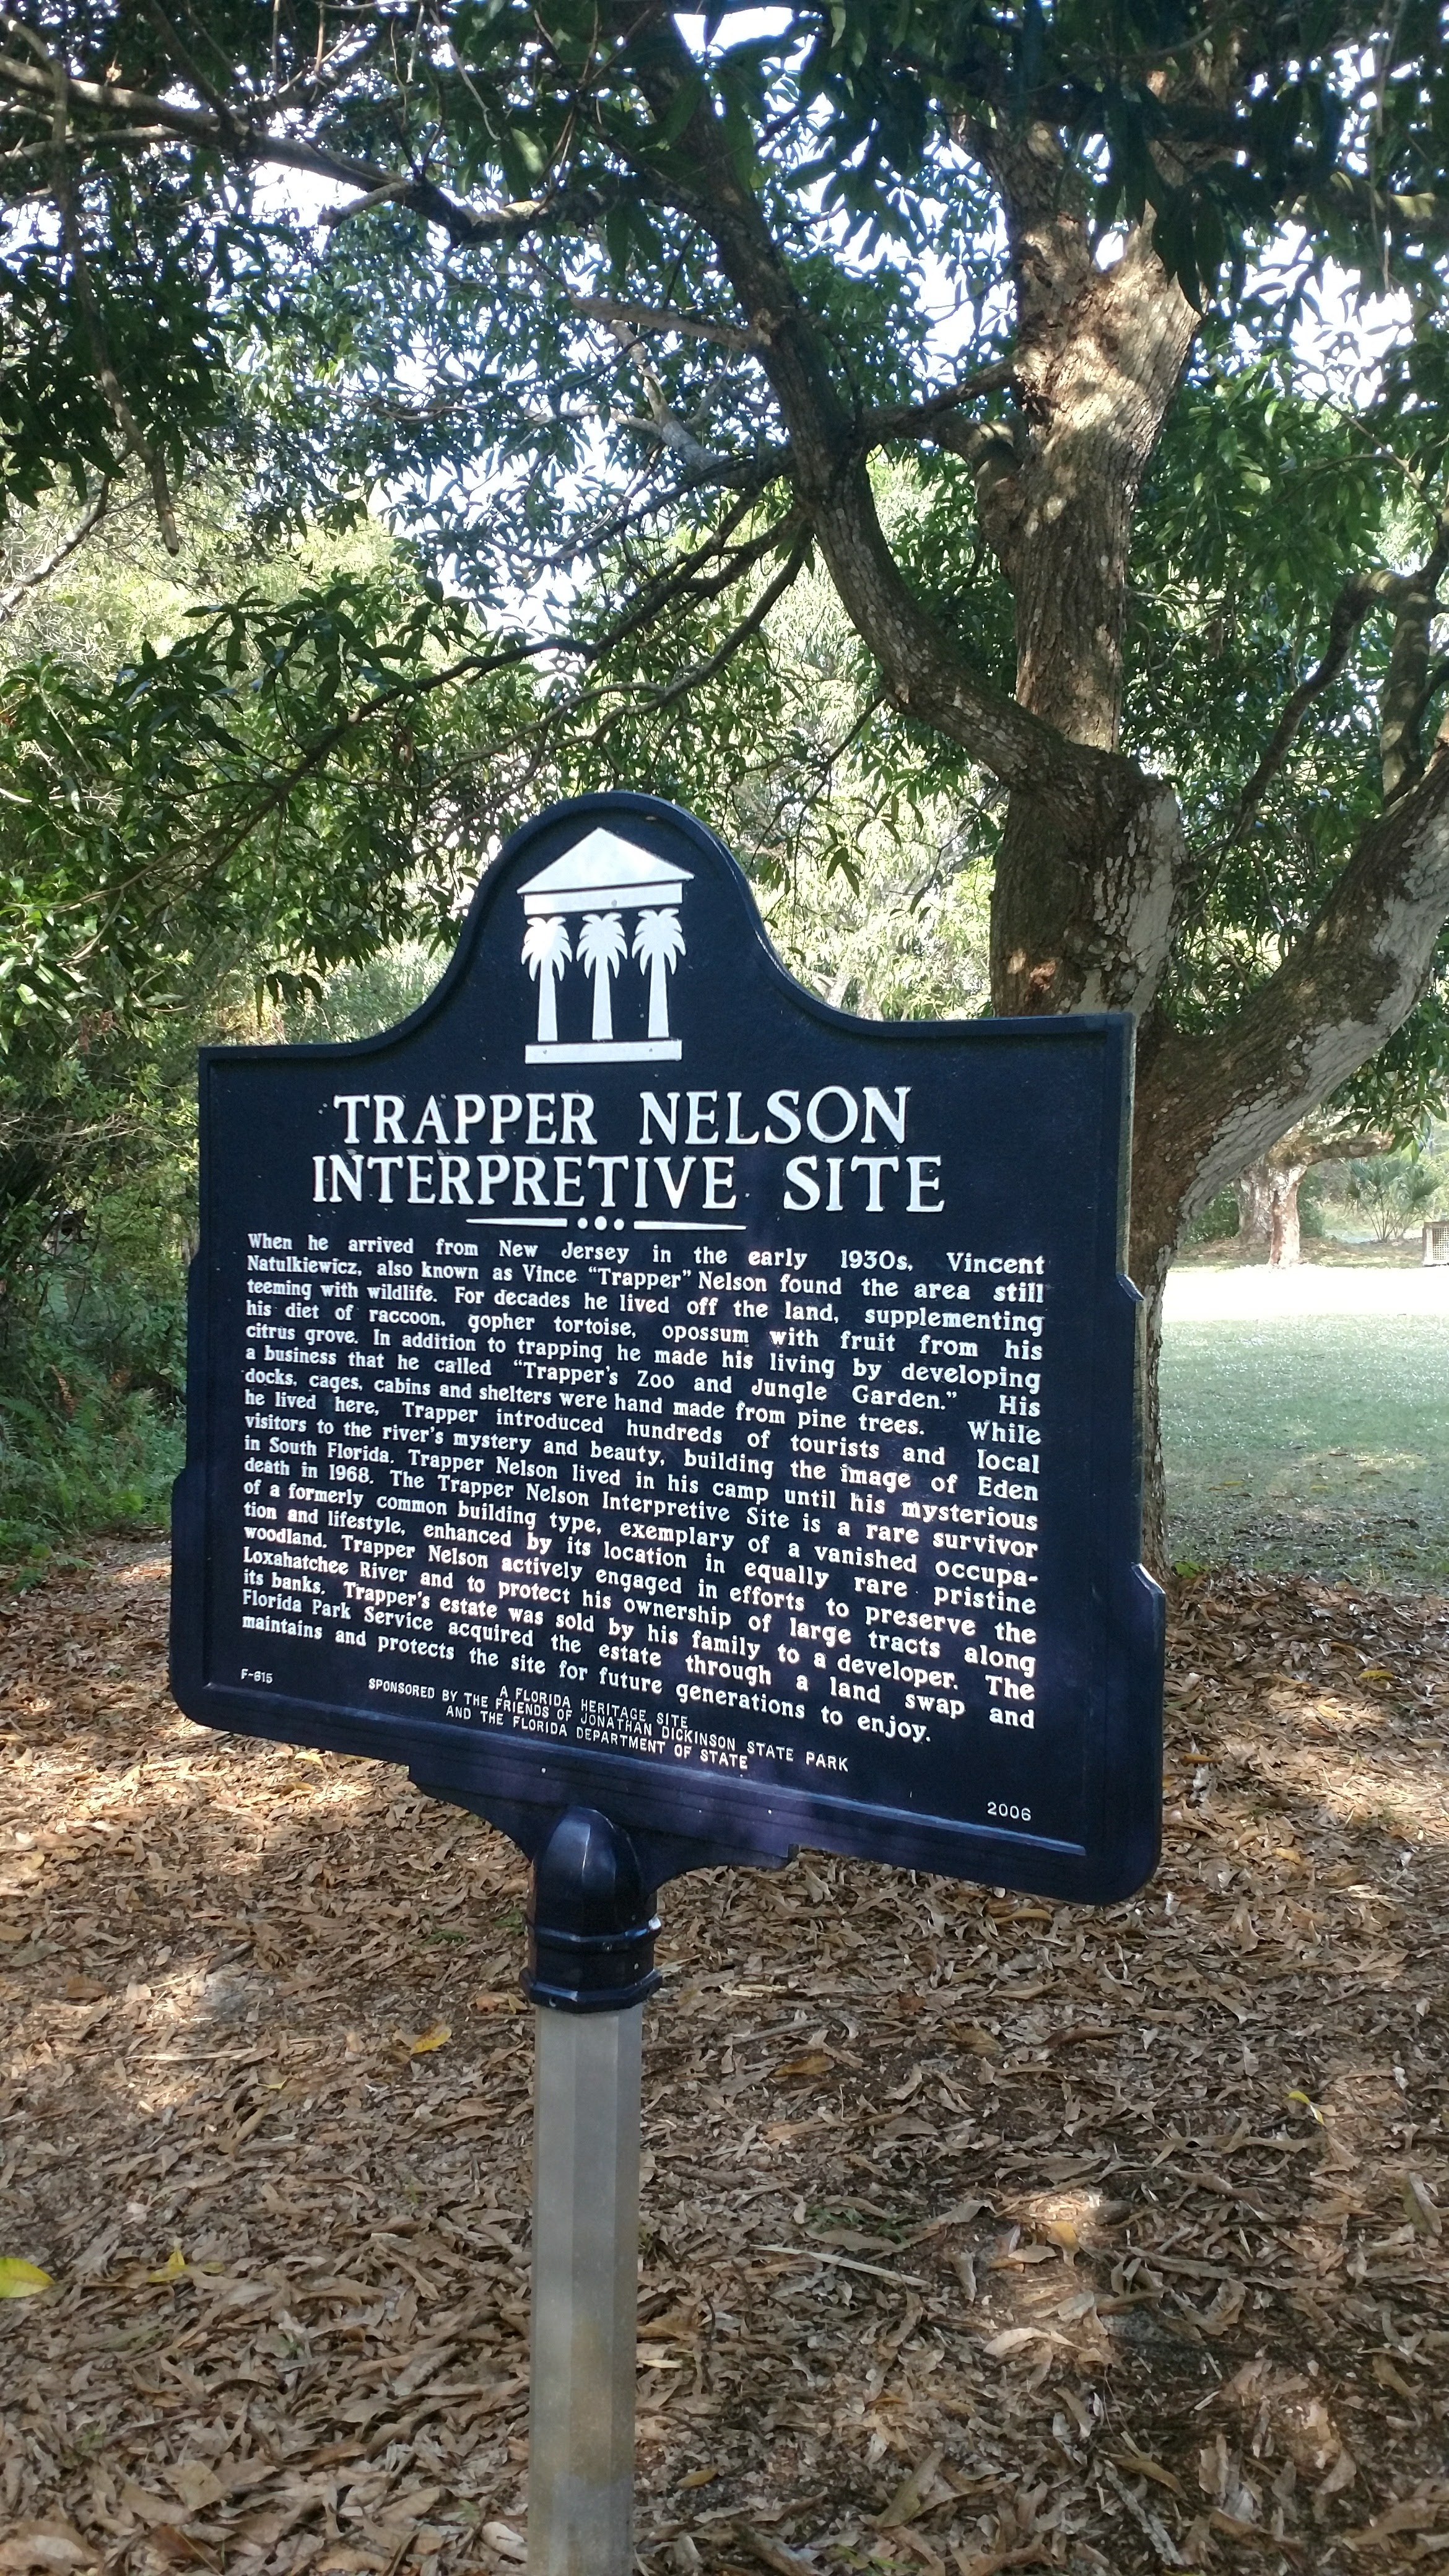 TRAPPER NELSON
INTERPRETIVE SITE
When he arrived from New Jersey in the early 1930s, Vincent
Natulkiewicz, also known as Vince "Trapper" Nelson found the area still
teeming with wildlife. For decades he lived off the land, supplementing
his diet of raccoon, gopher tortoise, opossum with fruit from his
citrus grove. In addition to trapping he made his living by developing
a business that he called "Trapper's Zoo and Jungle Garden." His
docks, cages, cabins and shelters were hand made from pine trees. While
he lived here, Trapper introduced hundreds of tourists and local
visitors to the river's mystery and beauty, building the image of Eden
in South Florida. Trapper Nelson lived in his camp until his mysterious
death in 1968. The Trapper Nelson Interpretive Site is a rare survivor
of a formerly common building type, exemplary of a vanished occupa-
tion and lifestyle, enhanced by its location in equally rare pristine
woodland. Trapper Nelson actively engaged in efforts to preserve the
Loxahatchee River and to protect his ownership of large tracts along
its banks. Trapper's estate was sold by his family to a developer. The
Florida Park Service acquired the estate through a land swap and
maintains and protects the site for future generations to enjoy.
F-615
A FLORIDA HERITAGE SITE
SPONSORED BY THE FRIENDS OF JONATHAN DICKINSON STATE PARK
AND THE FLORIDA DEPARTMENT OF STATE
2006